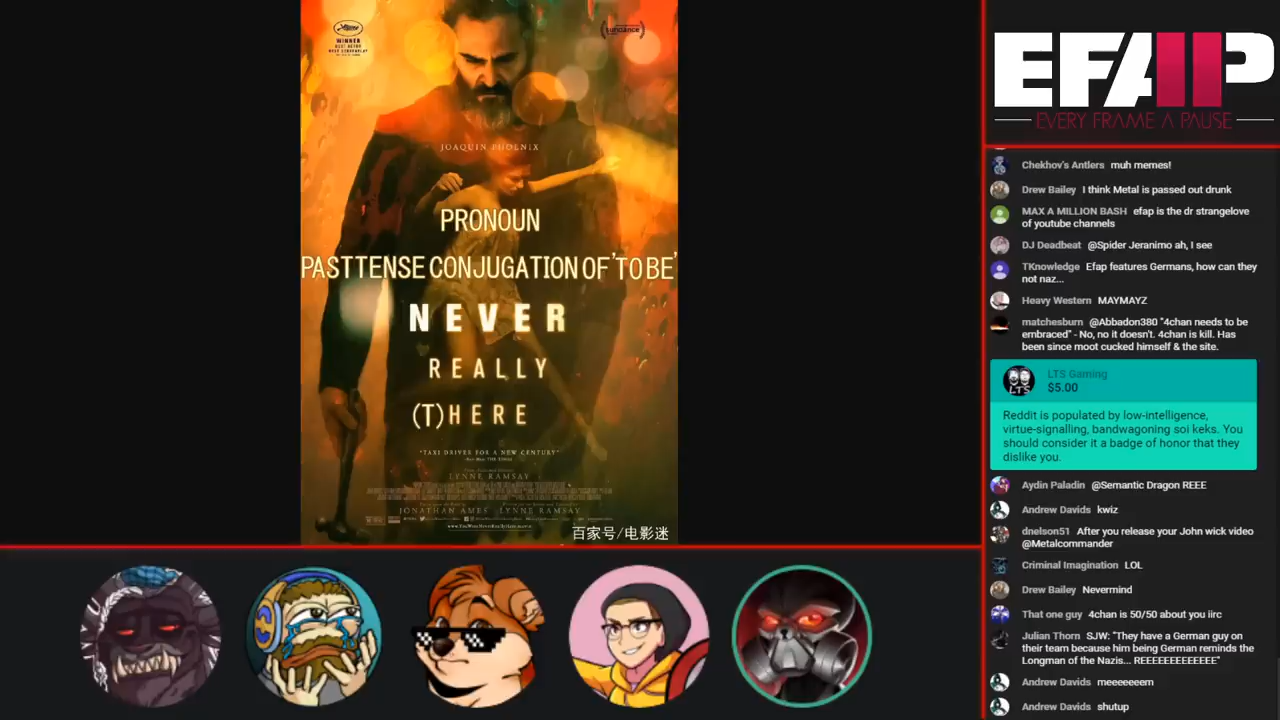 WINNER
sundance
JOAQUIN PHOENIX
PRONOUN
PASTTENSE CONJUGATION OF 'TO BE'
NEVER
REALLY
(T)HERE
"TAXI DRIVER FOR A NEW CENTURY"
LYNNE RAMSAY
JONATHAN AMES LYNNE RAMSAY
百家号/电影迷
EFAP
EVERY FRAME A PAUSE
Chekhov's Antlers muh memes!
Drew Bailey I think Metal is passed out drunk
MAX A MILLION BASH efap is the dr strangelove
of youtube channels
DJ Deadbeat @Spider Jeranimo ah, I see
TKnowledge Efap features Germans, how can they
not naz...
Heavy Western MAYMAYZ
matchesburn @Abbadon380 "4chan needs to be
embraced" - No, no it doesn't. 4chan is kill. Has
been since moot cucked himself & the site.
LTS Gaming
$5.00
Reddit is populated by low-intelligence,
virtue-signalling, bandwagoning soi keks. You
should consider it a badge of honor that they
dislike you.
Aydin Paladin @Semantic Dragon REEE
Andrew Davids kwiz
dnelson51 After you release your John wick video
@Metalcommander
Criminal Imagination LOL
Drew Bailey Nevermind
That one guy 4chan is 50/50 about you iirc
Julian Thorn SJW: "They have a German guy on
their team because him being German reminds the
Longman of the Nazis... REEEEEEEEEEEEE"
Andrew Davids meeeeeeem
Andrew Davids shutup